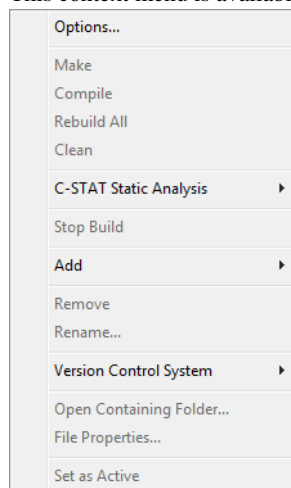 This context menu is availabl
Options...
Make
Compile
Rebuild All
Clean
C-STAT Static Analysis
Stop Build
Add
Remove
Rename...
Version Control System
Open Containing Folder...
File Properties...
Set as Active